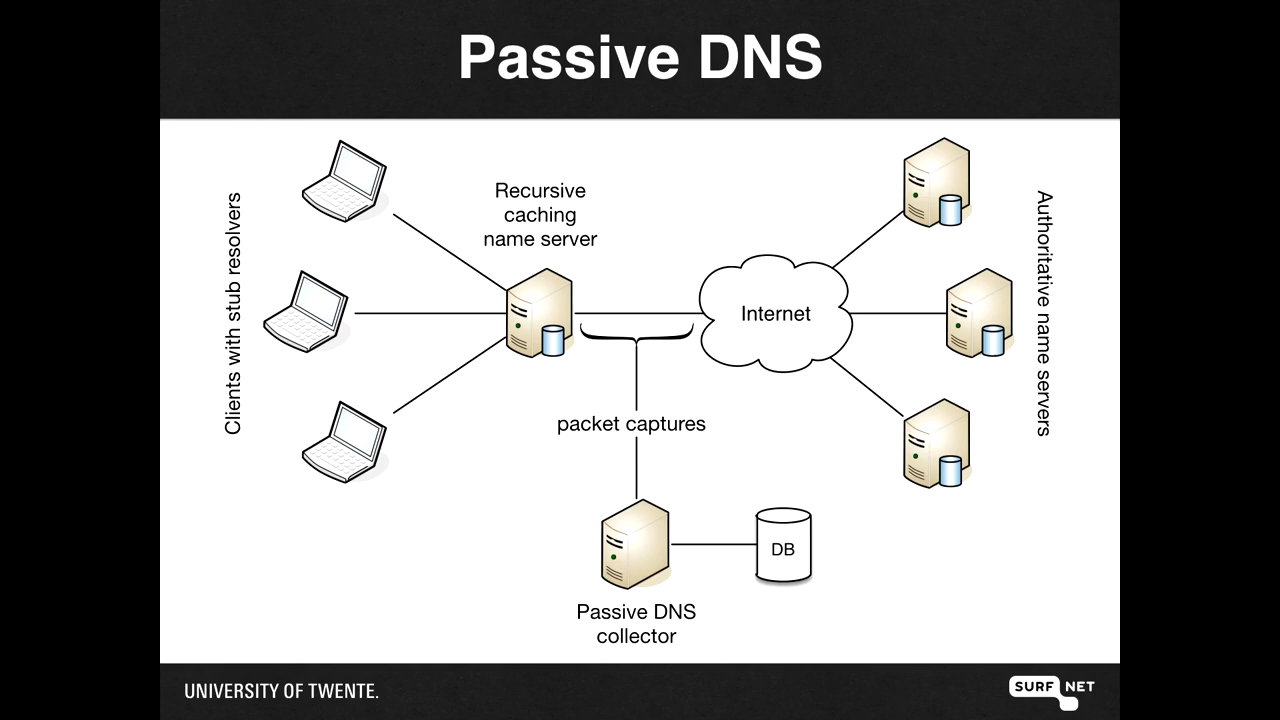 Passive DNS
Clients with stub resolvers
Recursive
caching
name server
Internet
Authoritative name servers
packet captures
DB
Passive DNS
collector
UNIVERSITY OF TWENTE.
SURF NET